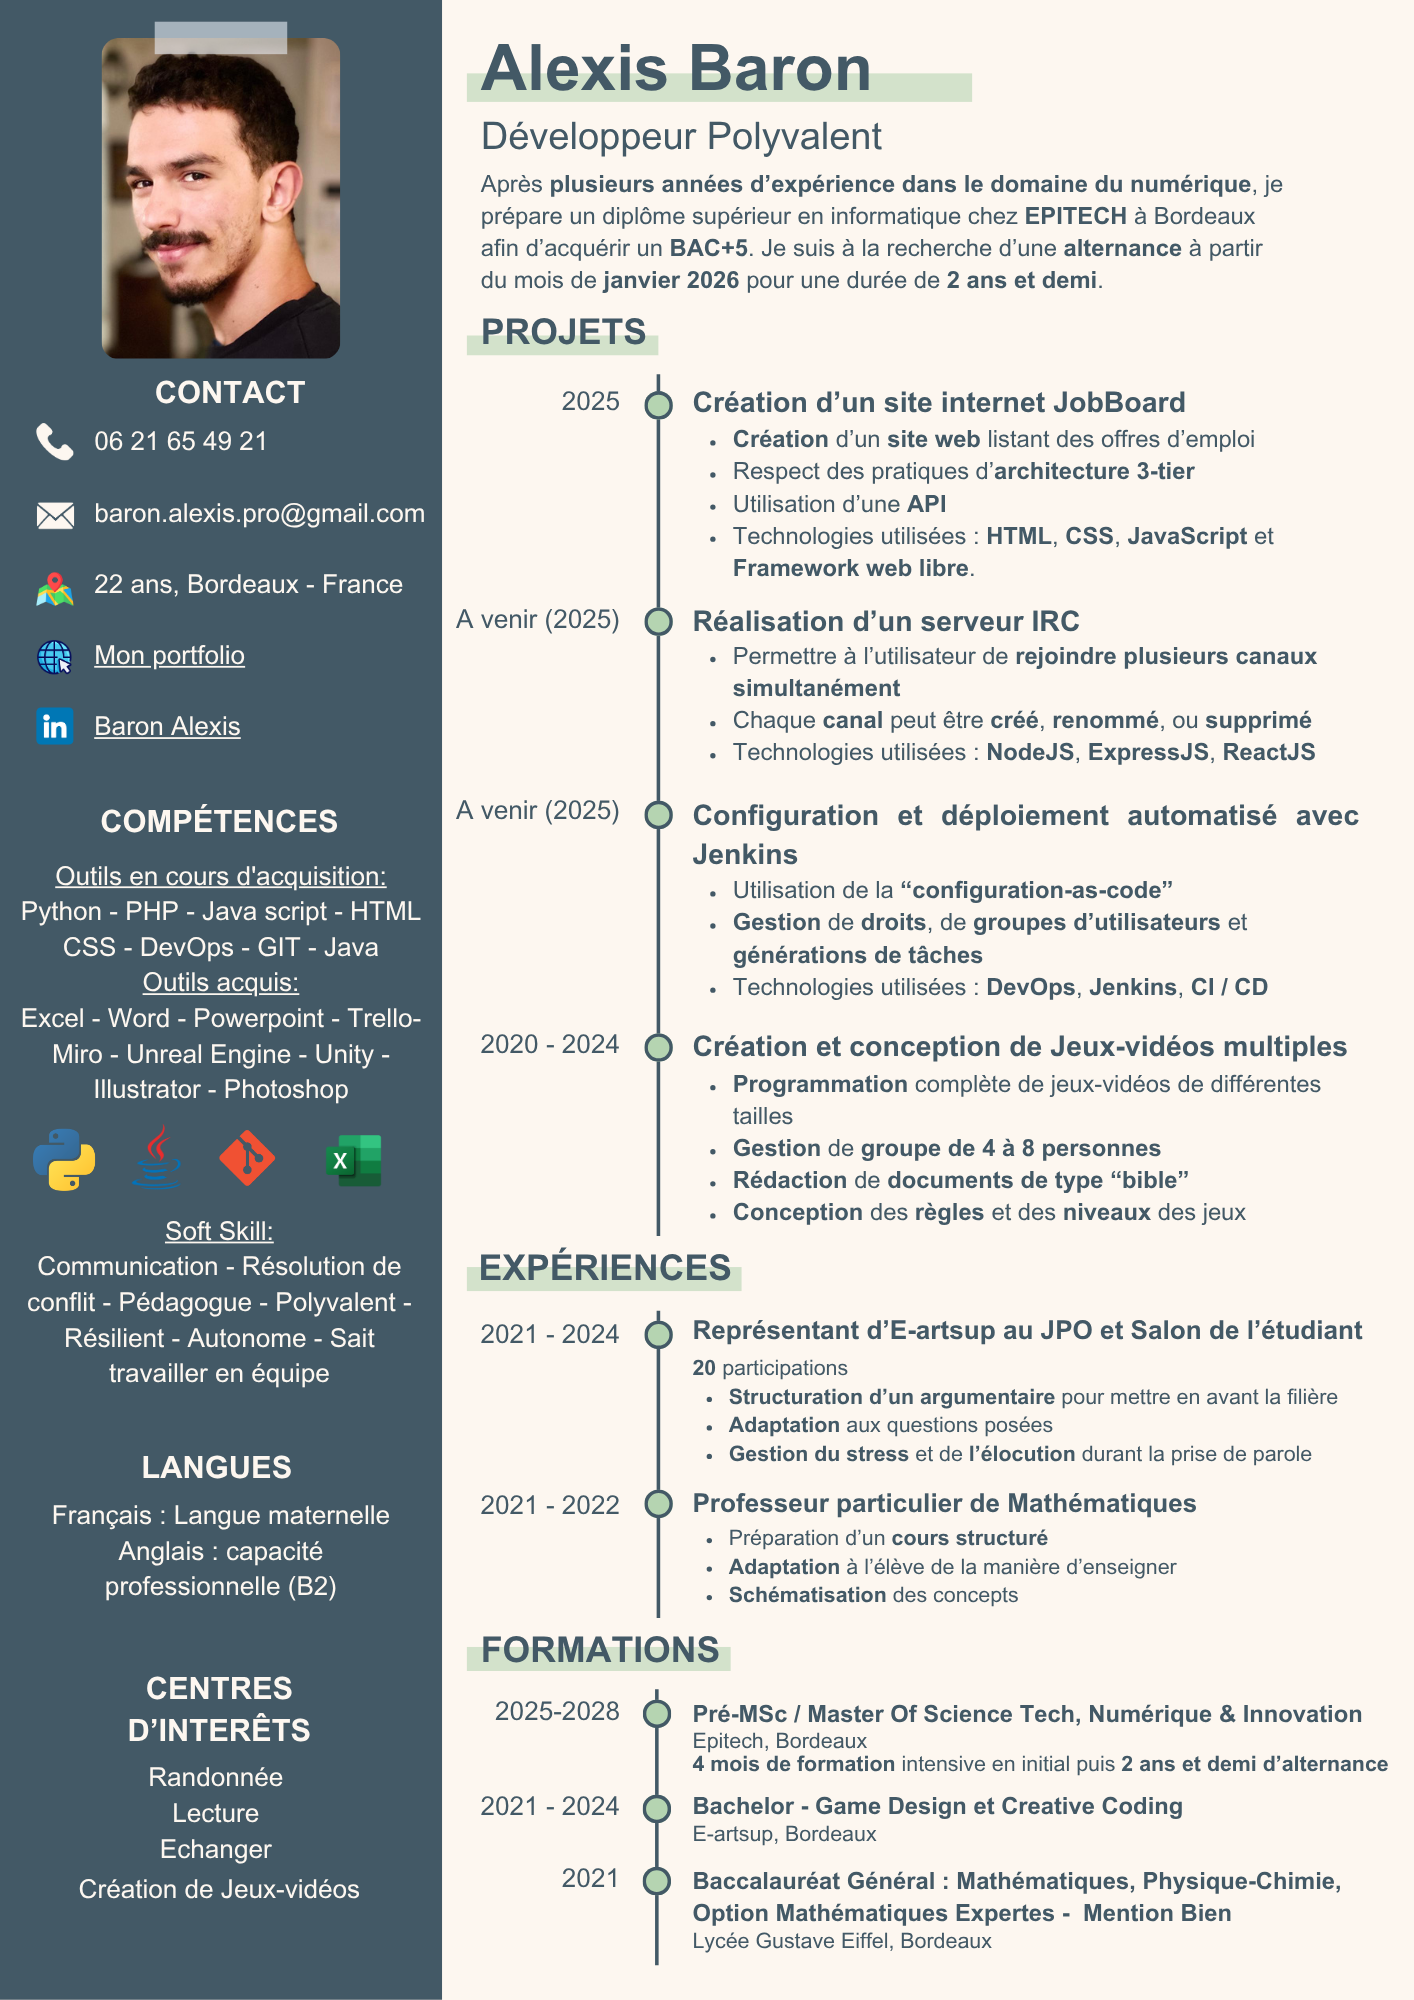 CONTACT
06 21 65 49 21
baron.alexis.pro@gmail.com
22 ans, Bordeaux - France
Mon portfolio
in
Baron Alexis
COMPÉTENCES
Outils en cours d'acquisition:
Python - PHP - Java script - HTML
CSS - DevOps - GIT - Java
Outils acquis:
Excel - Word - Powerpoint - Trello-
Miro - Unreal Engine - Unity -
Illustrator - Photoshop
X
Soft Skill:
Communication - Résolution de
conflit - Pédagogue - Polyvalent -
Résilient - Autonome - Sait
travailler en équipe
LANGUES
Français : Langue maternelle
Anglais : capacité
professionnelle (B2)
CENTRES
D’INTERÊTS
Randonnée
Lecture
Echanger
Création de Jeux-vidéos
Alexis Baron
Développeur Polyvalent
Après plusieurs années d’expérience dans le domaine du numérique, je
prépare un diplôme supérieur en informatique chez EPITECH à Bordeaux
afin d’acquérir un BAC+5. Je suis à la recherche d’une alternance à partir
du mois de janvier 2026 pour une durée de 2 ans et demi.
PROJETS
2025
Création d’un site internet JobBoard
• Création d’un site web listant des offres d’emploi
• Respect des pratiques d’architecture 3-tier
• Utilisation d’une API
• Technologies utilisées : HTML, CSS, JavaScript et
Framework web libre.
A venir (2025)
Réalisation d’un serveur IRC
• Permettre à l’utilisateur de rejoindre plusieurs canaux
simultanément
• Chaque canal peut être créé, renommé, ou supprimé
• Technologies utilisées : NodeJS, ExpressJS, ReactJS
A venir (2025)
Configuration et déploiement automatisé avec
Jenkins
• Utilisation de la “configuration-as-code”
• Gestion de droits, de groupes d’utilisateurs et
générations de tâches
• Technologies utilisées : DevOps, Jenkins, CI / CD
2020 - 2024
Création et conception de Jeux-vidéos multiples
• Programmation complète de jeux-vidéos de différentes
tailles
• Gestion de groupe de 4 à 8 personnes
• Rédaction de documents de type “bible”
• Conception des règles et des niveaux des jeux
EXPÉRIENCES
2021 - 2024
Représentant d’E-artsup au JPO et Salon de l’étudiant
20 participations
• Structuration d’un argumentaire pour mettre en avant la filière
• Adaptation aux questions posées
• Gestion du stress et de l’élocution durant la prise de parole
2021 - 2022
Professeur particulier de Mathématiques
• Préparation d’un cours structuré
• Adaptation à l’élève de la manière d’enseigner
• Schématisation des concepts
FORMATIONS
2025-2028
Pré-MSc / Master Of Science Tech, Numérique & Innovation
Epitech, Bordeaux
4 mois de formation intensive en initial puis 2 ans et demi d’alternance
2021 - 2024
Bachelor - Game Design et Creative Coding
E-artsup, Bordeaux
2021
Baccalauréat Général : Mathématiques, Physique-Chimie,
Option Mathématiques Expertes - Mention Bien
Lycée Gustave Eiffel, Bordeaux